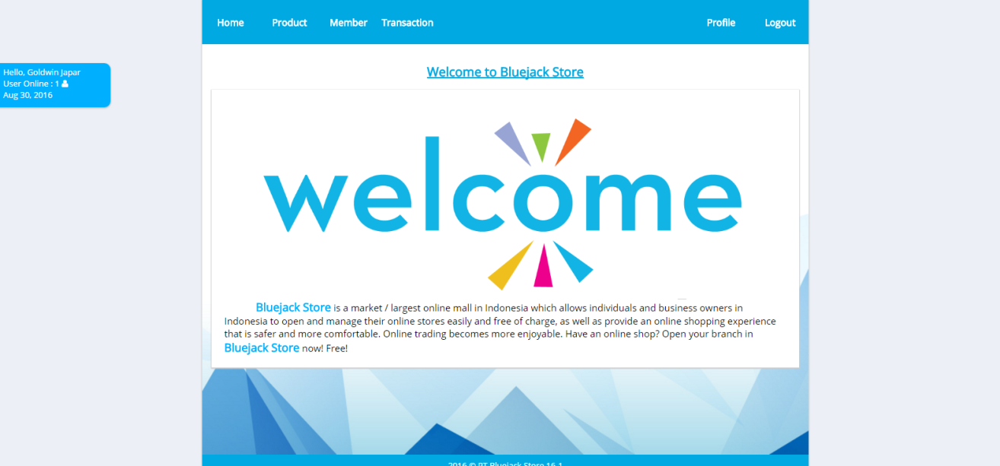 Home Product Member Transaction Profile Logout
Hello, Goldwin Japar
User Online : 1
Aug 30, 2016
Welcome to Bluejack Store
welcome
Bluejack Store is a market / largest online mall in Indonesia which allows individuals and business owners in
Indonesia to open and manage their online stores easily and free of charge, as well as provide an online shopping experience
that is safer and more comfortable. Online trading becomes more enjoyable. Have an online shop? Open your branch in
Bluejack Store now! Free!
2016 © PT Bluejack Store 16-1